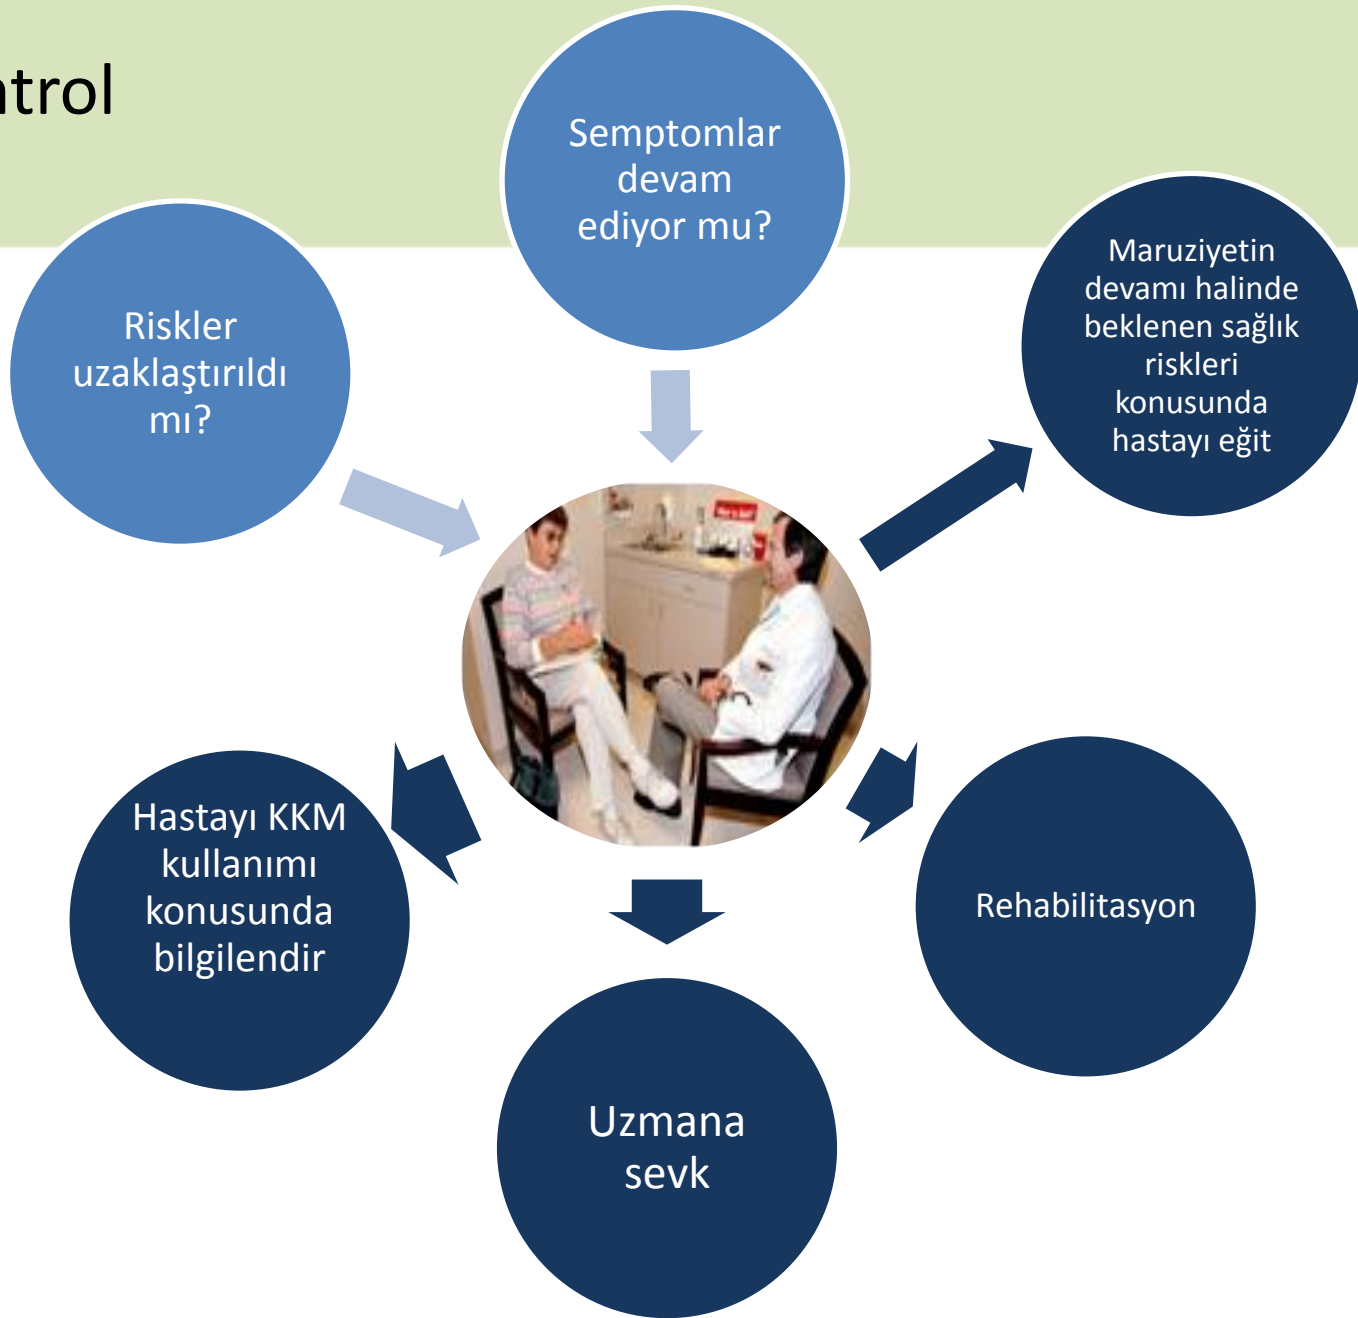 ntrol
Semptomlar
devam
ediyor mu?
Maruziyetin
devamı halinde
beklenen sağlık
riskleri
konusunda
hastayı eğit
Riskler
uzaklaştırıldı
mı?
Hastayı KKM
kullanımı
konusunda
bilgilendir
Rehabilitasyon
Uzmana
sevk